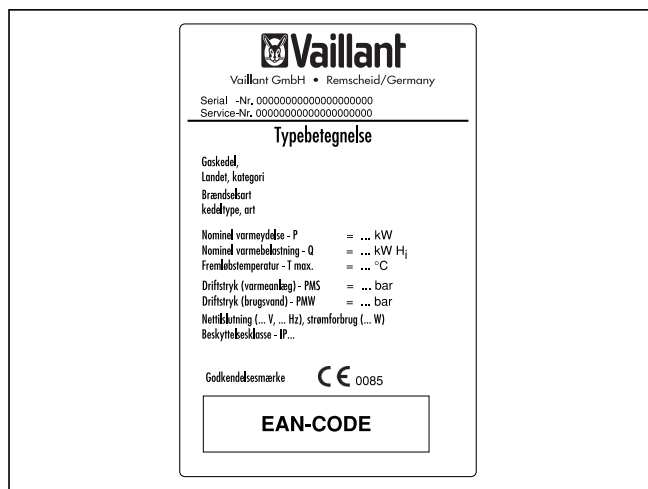 Vaillant
Vaillant GmbH • Remscheid/Germany
Serial -Nr. 00000000000000000000
Service-Nr. 00000000000000000000
Typebetegnelse
Gaskedel,
Landet, kategori
Brændselsart
kedeltype, art
Nominel varmeydelse - P = ... kW
Nominel varmebelastning - Q = ... kW Hi
Fremløbstemperatur - T max. = ... °C
Driftstryk (varmeanlæg) - PMS = ... bar
Driftstryk (brugsvand) - PMW = ... bar
Nettilslutning (... V, ... Hz), strømforbrug (... W)
Beskyttelsesklasse - IP...
Godkendelsesmærke CE 0085
EAN-CODE